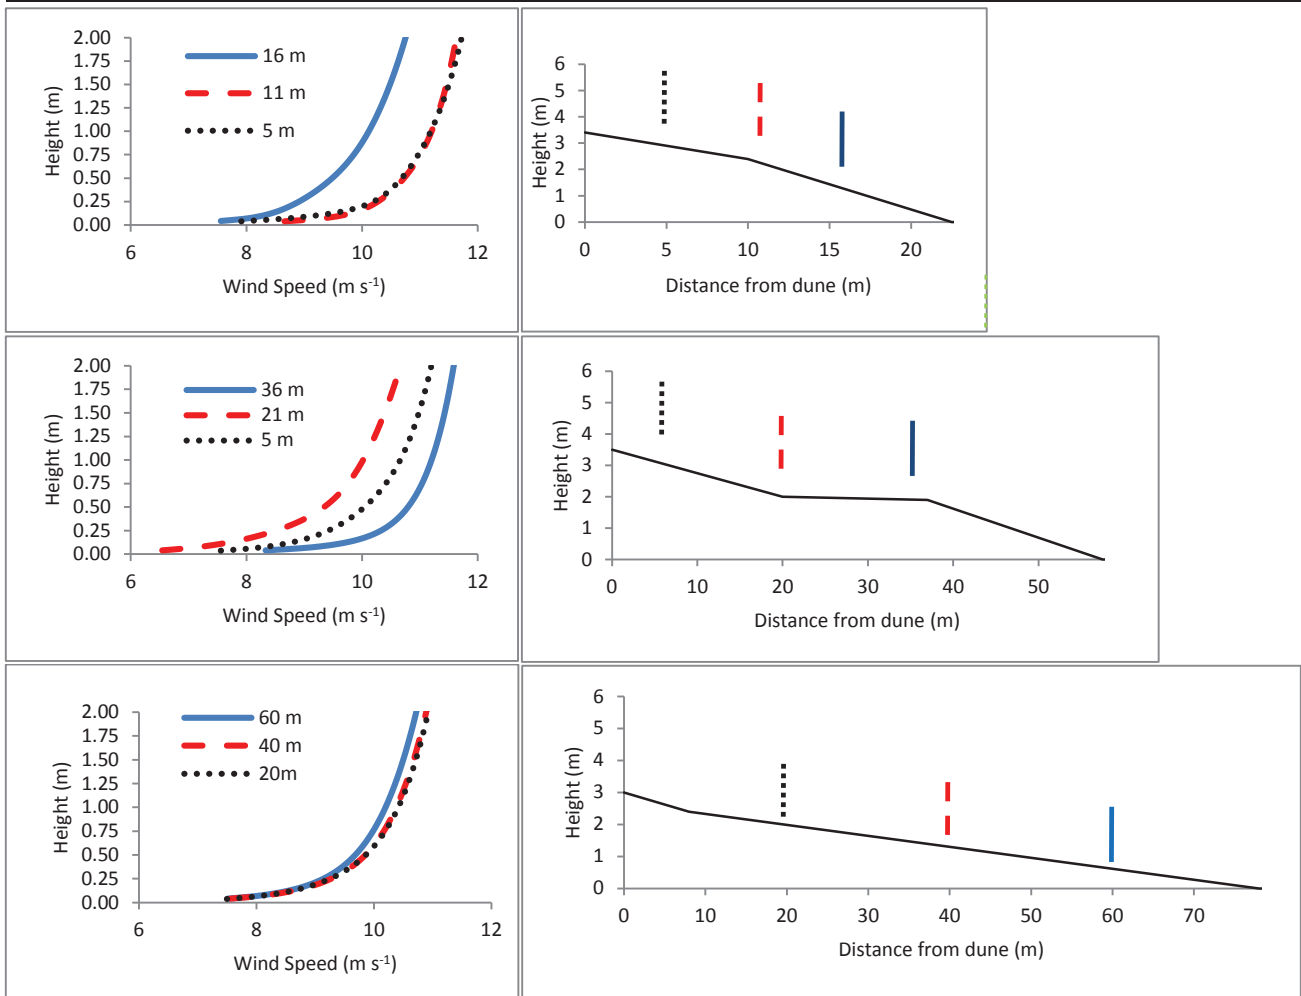 2.00
1.75
1.50
1.25
1.00
0.75
0.50
0.25
0.00
Height (m)
16 m
11 m
5 m
6 8 10 12
Wind Speed (m s⁻¹)
6
5
4
3
2
1
0
Height (m)
0 5 10 15 20
Distance from dune (m)
2.00
1.75
1.50
1.25
1.00
0.75
0.50
0.25
0.00
Height (m)
36 m
21 m
5 m
6 8 10 12
Wind Speed (m s⁻¹)
6
5
4
3
2
1
0
Height (m)
0 10 20 30 40 50
Distance from dune (m)
2.00
1.75
1.50
1.25
1.00
0.75
0.50
0.25
0.00
Height (m)
60 m
40 m
20m
6 8 10 12
Wind Speed (m s⁻¹)
6
5
4
3
2
1
0
Height (m)
0 10 20 30 40 50 60 70
Distance from dune (m)